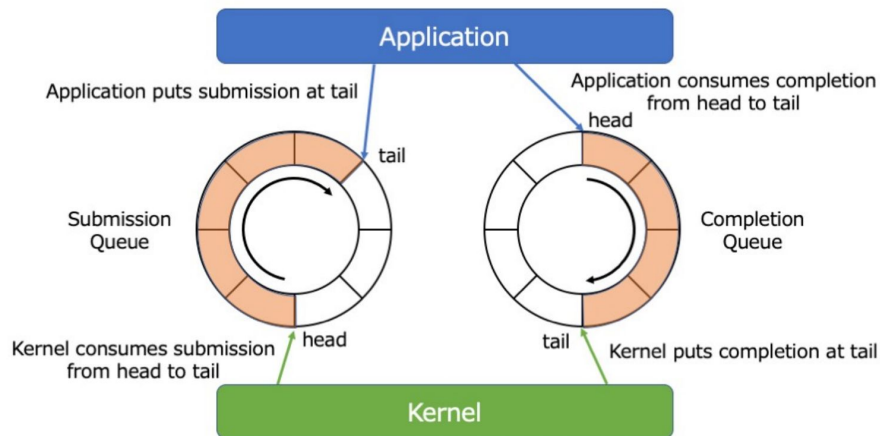 Application
Application puts submission at tail
Application consumes completion
from head to tail
head
tail
Submission
Queue
Completion
Queue
head
tail
Kernel consumes submission
from head to tail
Kernel puts completion at tail
Kernel